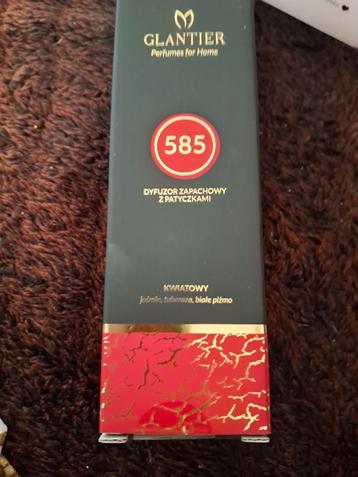 GLANTIER
Perfumes for Home
585
DYFUZOR ZAPACHOWY
Z PATYCZKAMI
KWIATOWY
jaśmin, tuberoza, białe piżmo